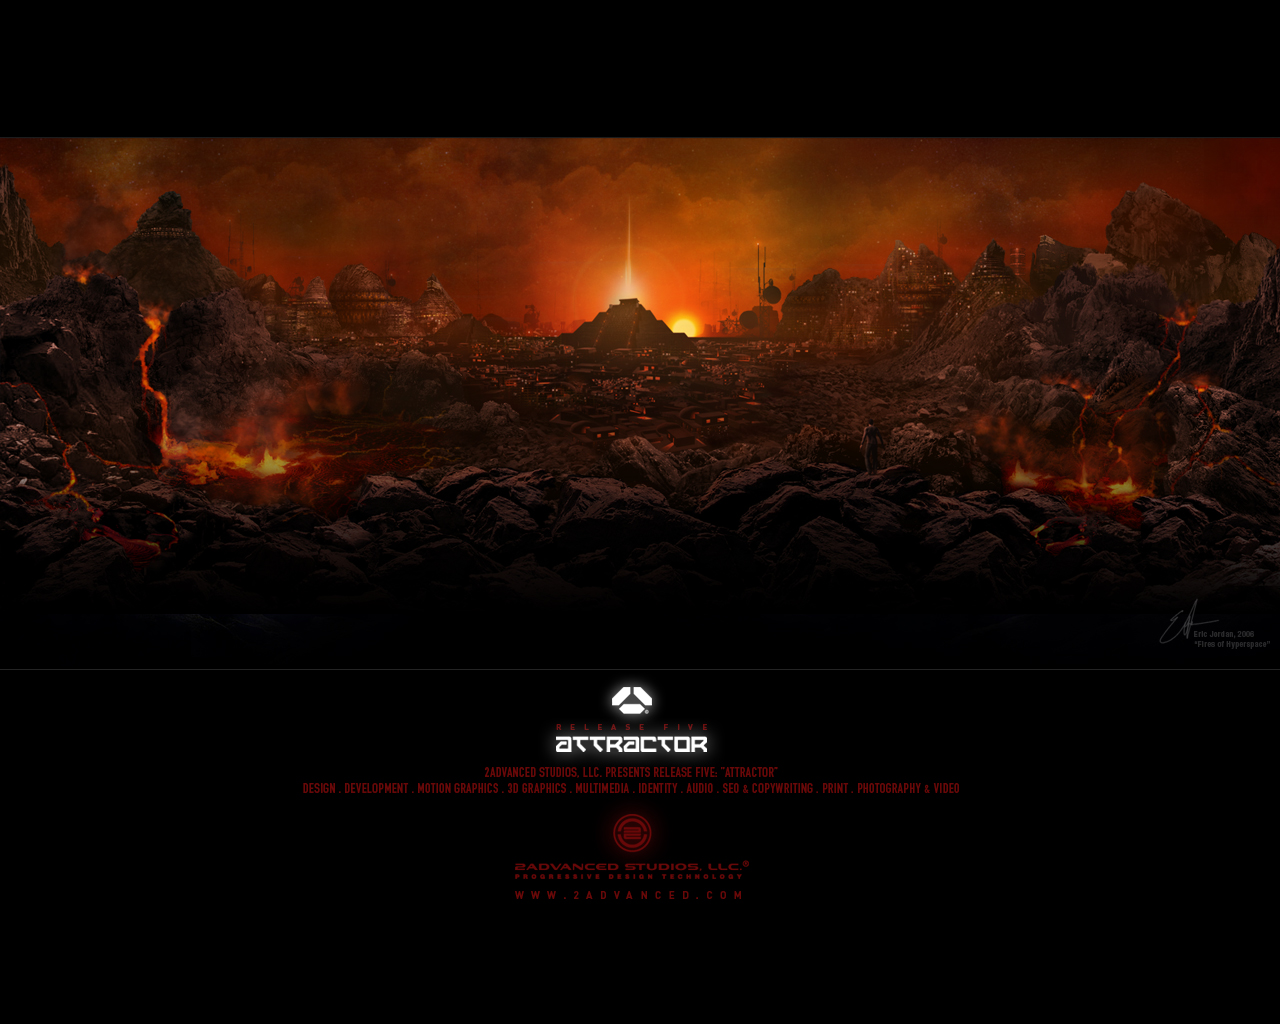 Eric Jordan, 2006
"Fires of Hyperspace"
RELEASE FIVE
ATTRACTOR
2ADVANCED STUDIOS, LLC. PRESENTS RELEASE FIVE: "ATTRACTOR"
DESIGN . DEVELOPMENT . MOTION GRAPHICS . 3D GRAPHICS . MULTIMEDIA . IDENTITY . AUDIO . SEO & COPYWRITING . PRINT . PHOTOGRAPHY & VIDEO
2ADVANCED STUDIOS, LLC.®
PROGRESSIVE DESIGN TECHNOLOGY
WWW.2ADVANCED.COM